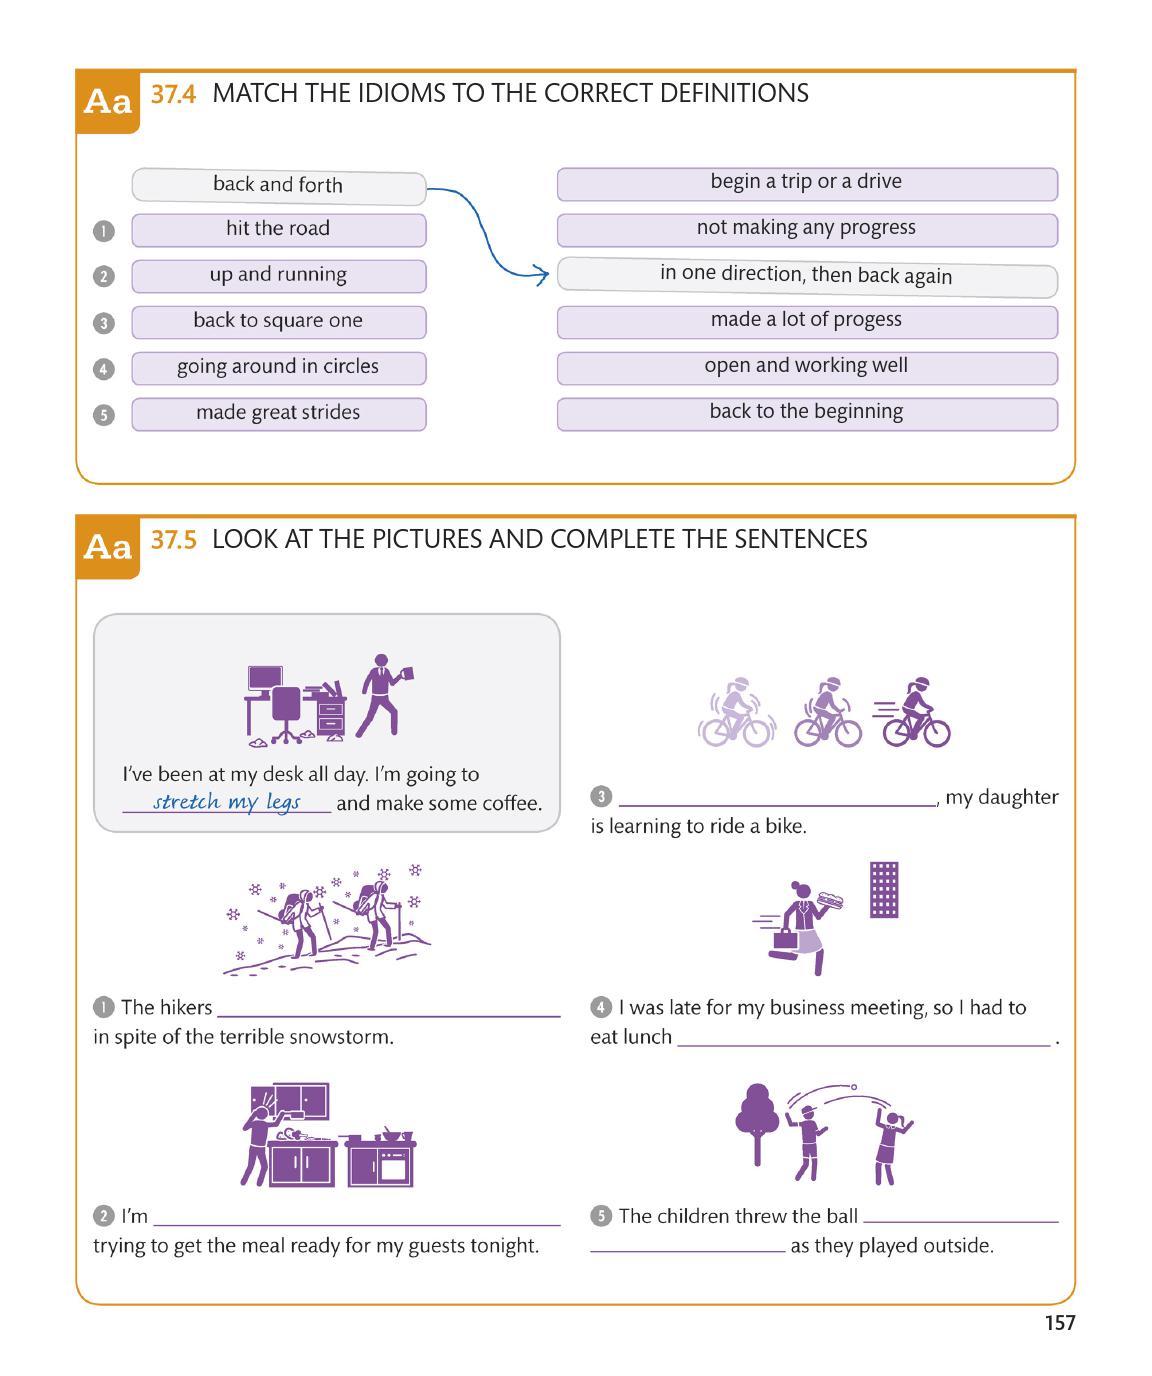 Aa 37.4 MATCH THE IDIOMS TO THE CORRECT DEFINITIONS
back and forth
1 hit the road
2 up and running
3 back to square one
4 going around in circles
5 made great strides
begin a trip or a drive
not making any progress
in one direction, then back again
made a lot of progess
open and working well
back to the beginning
Aa 37.5 LOOK AT THE PICTURES AND COMPLETE THE SENTENCES
I've been at my desk all day. I'm going to
stretch my legs and make some coffee.
1 The hikers
in spite of the terrible snowstorm.
2 I'm
trying to get the meal ready for my guests tonight.
3 , my daughter
is learning to ride a bike.
4 I was late for my business meeting, so I had to
eat lunch .
5 The children threw the ball
as they played outside.
157